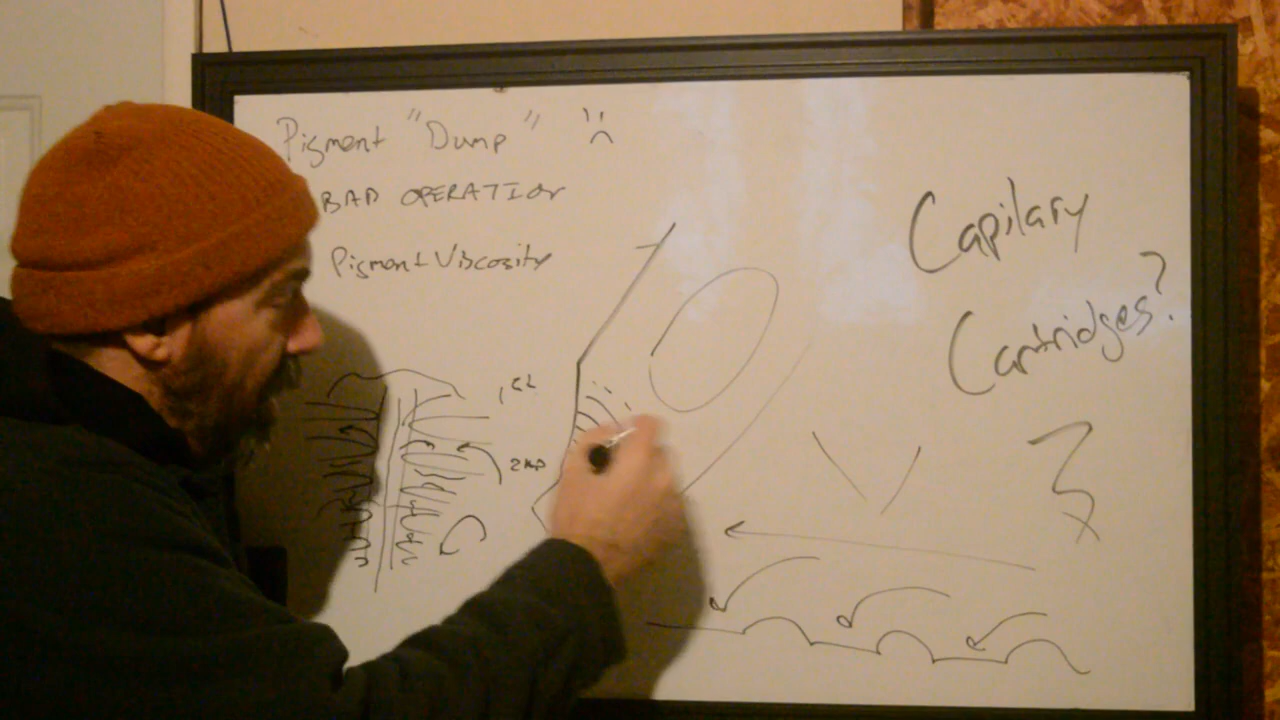 Pigment "Dump" :(
BAD OPERATION
Pigment Viscosity
1st
2nd
Capilary
Cartridges?